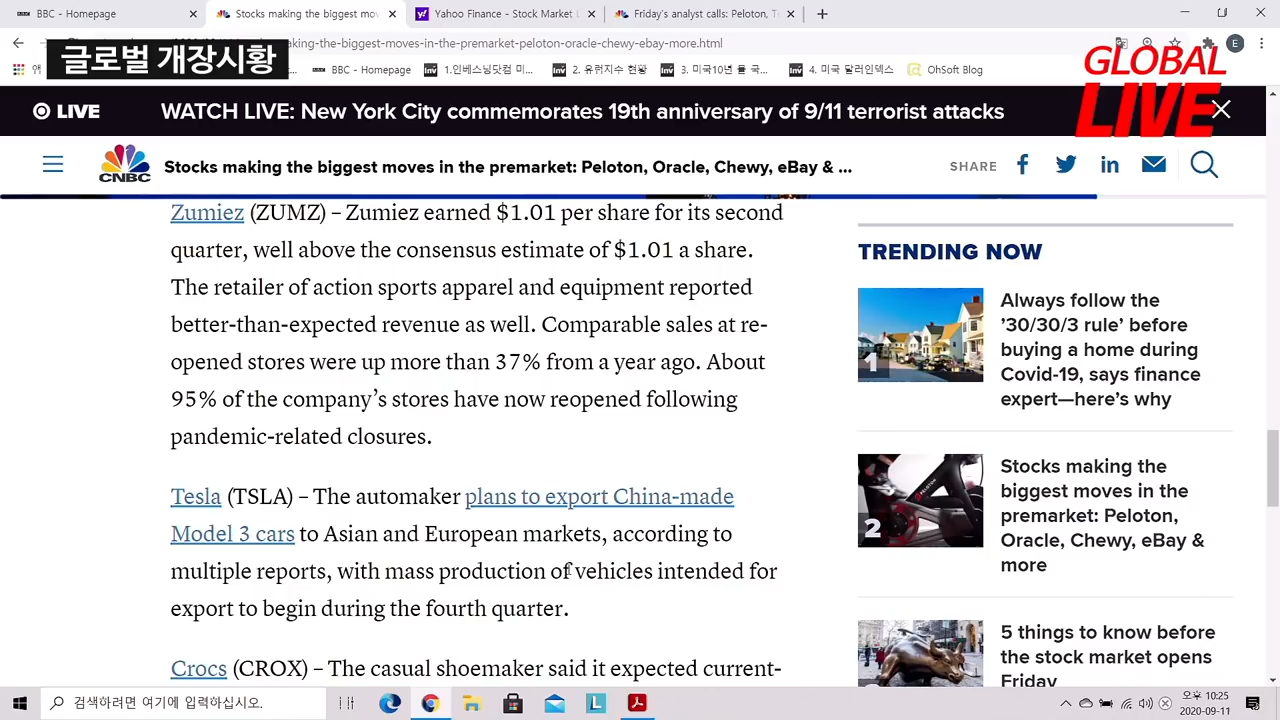 BBC - Homepage
Stocks making the biggest mov
Yahoo Finance - Stock Market L
Friday's analyst calls: Peloton, T
글로벌 개장시황
aking-the-biggest-moves-in-the-premarket-peloton-oracle-chewy-ebay-more.html
E
BBC - Homepage
1.인베스닝닷컴 미...
2. 유럽지수 현황
3. 미국10년 물 국...
4. 미국 달러인덱스
OhSoft Blog
GLOBAL
LIVE
LIVE
WATCH LIVE: New York City commemorates 19th anniversary of 9/11 terrorist attacks
CNBC
Stocks making the biggest moves in the premarket: Peloton, Oracle, Chewy, eBay & ...
SHARE
Zumiez (ZUMZ) – Zumiez earned $1.01 per share for its second
quarter, well above the consensus estimate of $1.01 a share.
The retailer of action sports apparel and equipment reported
better-than-expected revenue as well. Comparable sales at re-
opened stores were up more than 37% from a year ago. About
95% of the company’s stores have now reopened following
pandemic-related closures.
Tesla (TSLA) – The automaker plans to export China-made
Model 3 cars to Asian and European markets, according to
multiple reports, with mass production of vehicles intended for
export to begin during the fourth quarter.
Crocs (CROX) – The casual shoemaker said it expected current-
TRENDING NOW
1
Always follow the
’30/30/3 rule’ before
buying a home during
Covid-19, says finance
expert—here’s why
2
Stocks making the
biggest moves in the
premarket: Peloton,
Oracle, Chewy, eBay &
more
5 things to know before
the stock market opens
Friday
검색하려면 여기에 입력하십시오.
오후 10:25
2020-09-11